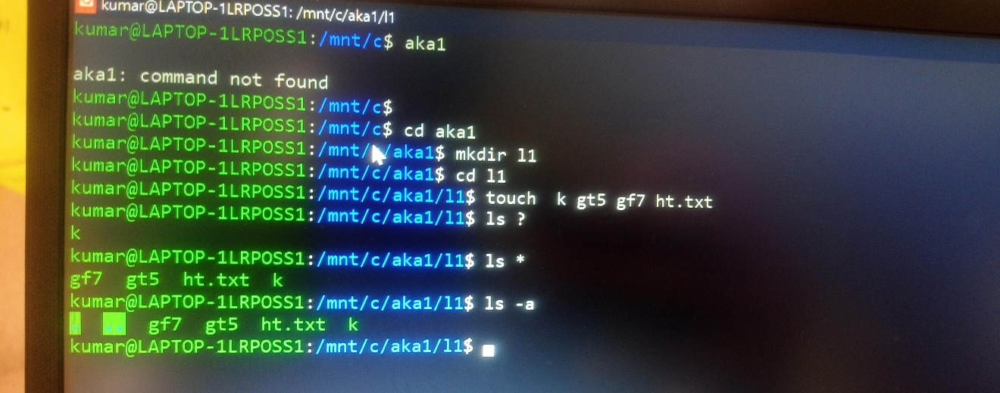 kumar@LAPTOP-1LRPOSS1: /mnt/c/aka1/l1
kumar@LAPTOP-1LRPOSS1:/mnt/c$ aka1
aka1: command not found
kumar@LAPTOP-1LRPOSS1:/mnt/c$
kumar@LAPTOP-1LRPOSS1:/mnt/c$ cd aka1
kumar@LAPTOP-1LRPOSS1:/mnt/c/aka1$ mkdir l1
kumar@LAPTOP-1LRPOSS1:/mnt/c/aka1$ cd l1
kumar@LAPTOP-1LRPOSS1:/mnt/c/aka1/l1$ touch  k gt5 gf7 ht.txt
kumar@LAPTOP-1LRPOSS1:/mnt/c/aka1/l1$ ls ?
k
kumar@LAPTOP-1LRPOSS1:/mnt/c/aka1/l1$ ls *
gf7  gt5  ht.txt  k
kumar@LAPTOP-1LRPOSS1:/mnt/c/aka1/l1$ ls -a
.  ..  gf7  gt5  ht.txt  k
kumar@LAPTOP-1LRPOSS1:/mnt/c/aka1/l1$